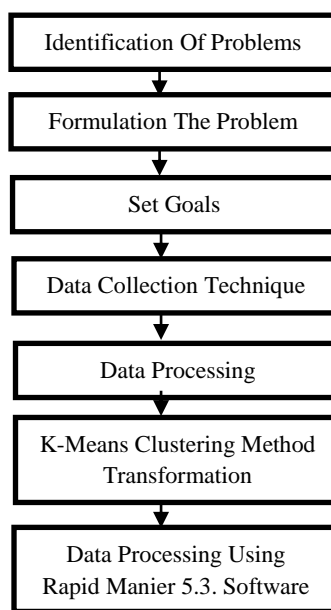 Identification Of Problems
Formulation The Problem
Set Goals
Data Collection Technique
Data Processing
K-Means Clustering Method
Transformation
Data Processing Using
Rapid Manier 5.3. Software